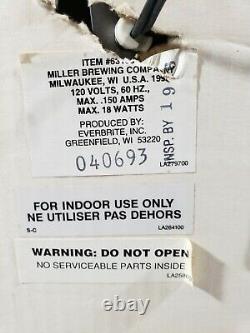 ITEM #
MILLER BREWING COMPANY
MILWAUKEE, WI U.S.A. 199
120 VOLTS, 60 HZ.,
MAX. .150 AMPS
MAX. 18 WATTS
PRODUCED BY:
EVERBRITE, INC.
GREENFIELD, WI 53220
040693
LA279700
INSP. BY 19
FOR INDOOR USE ONLY
NE UTILISER PAS DEHORS
S-C LA284100
WARNING: DO NOT OPEN
NO SERVICEABLE PARTS INSIDE